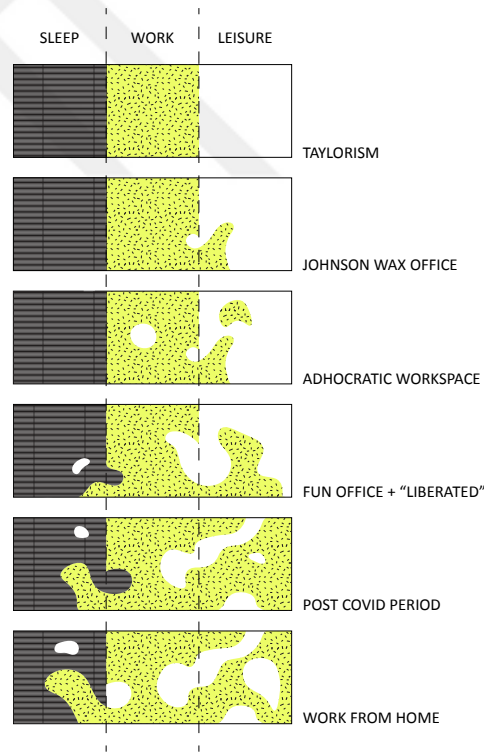 SLEEP WORK LEISURE
TAYLORISM
JOHNSON WAX OFFICE
ADHOCRATIC WORKSPACE
FUN OFFICE + “LIBERATED”
POST COVID PERIOD
WORK FROM HOME